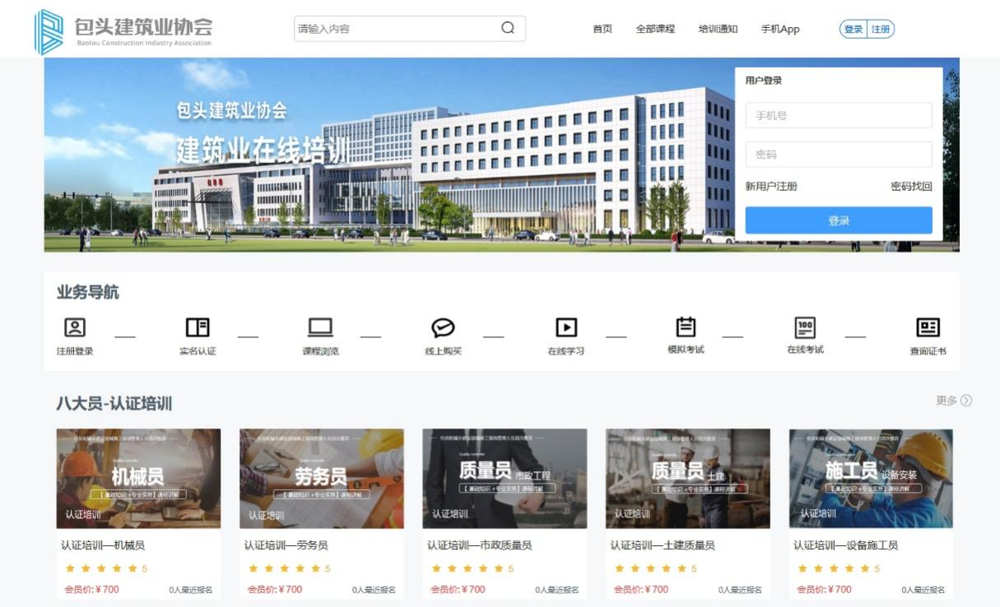 包头建筑业协会
Baotou Construction Industry Association
请输入内容
首页 全部课程 培训通知 手机App 登录 注册
包头建筑业协会
建筑业在线培训
用户登录
手机号
密码
新用户注册 密码找回
登录
业务导航
注册登录 实名认证 课程浏览 线上购买 在线学习 模拟考试 在线考试 查询证书
八大员-认证培训 更多
机械员
【 基础知识 +专业实务】课程讲解
认证培训
劳务员
【 基础知识 +专业实务】课程讲解
认证培训
质量员 市政工程
【 基础知识 +专业实务】课程讲解
认证培训
质量员 土建
【 基础知识 +专业实务】课程讲解
认证培训
施工员 设备安装
【 基础知识 +专业实务】课程讲解
认证培训
认证培训—机械员 认证培训—劳务员 认证培训—市政质量员 认证培训—土建质量员 认证培训—设备施工员
5 5 5 5 5
会员价:¥700 0人最近报名 会员价:¥700 0人最近报名 会员价:¥700 0人最近报名 会员价:¥700 0人最近报名 会员价:¥700 0人最近报名